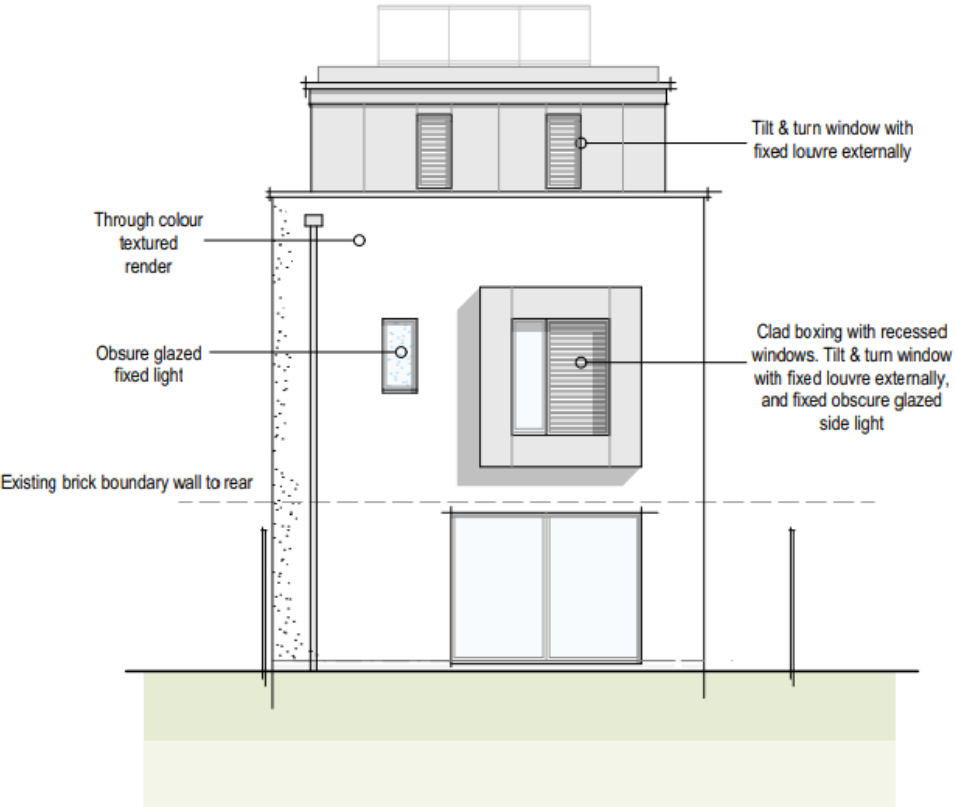 Tilt & turn window with
fixed louvre externally
Through colour
textured
render
Obsure glazed
fixed light
Clad boxing with recessed
windows. Tilt & turn window
with fixed louvre externally,
and fixed obscure glazed
side light
Existing brick boundary wall to rear